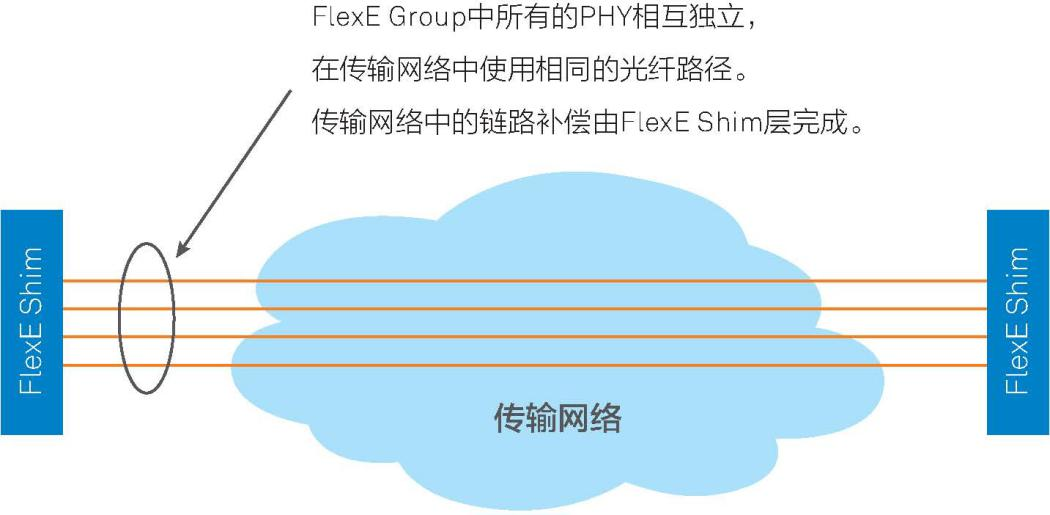 FlexE Group中所有的PHY相互独立，
在传输网络中使用相同的光纤路径。
传输网络中的链路补偿由FlexE Shim层完成。
FlexE Shim
FlexE Shim
传输网络